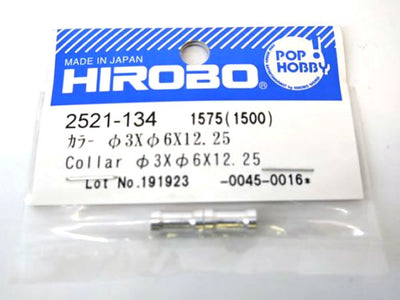 MADE IN JAPAN
HIROBO®
POP
HOBBY
2521-134 1575(1500)
ｶﾗｰ φ3Xφ6X12.25
Collar φ3Xφ6X12.25
Lot No.191923 -0045-0016*